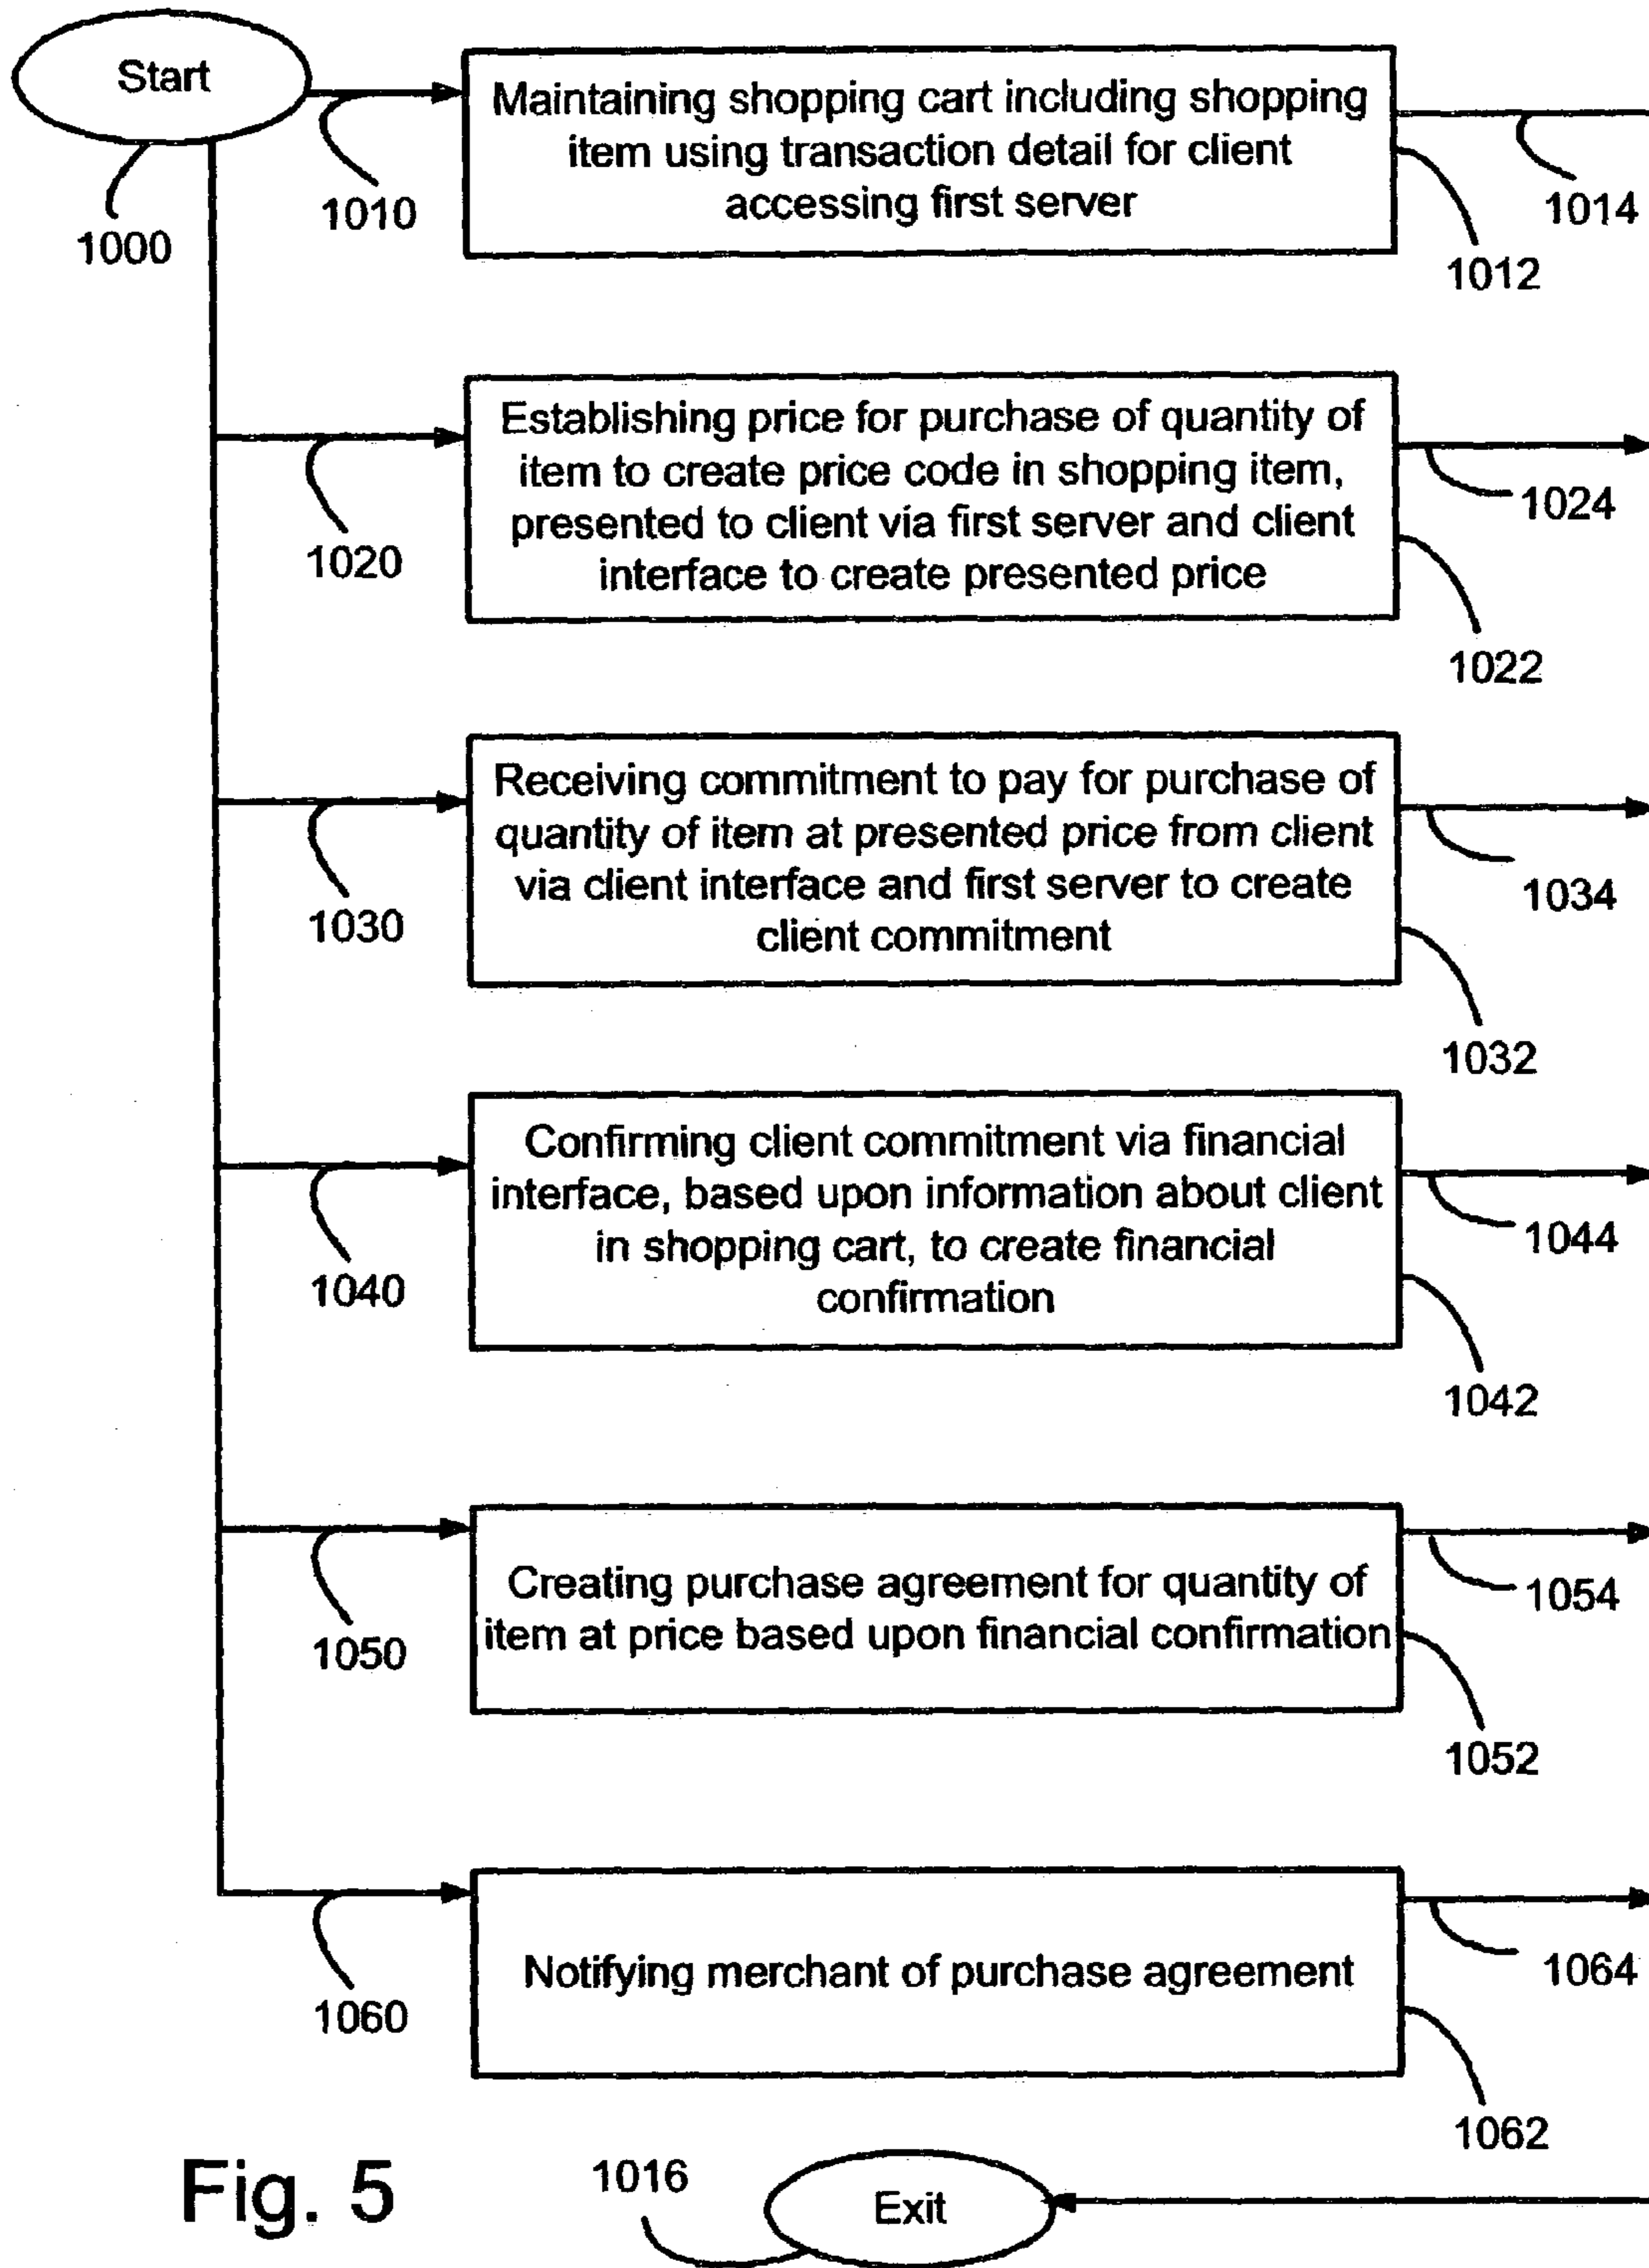 Start
1000
1010
Maintaining shopping cart including shopping
item using transaction detail for client
accessing first server
1014
1012
1020
Establishing price for purchase of quantity of
item to create price code in shopping item,
presented to client via first server and client
interface to create presented price
1024
1022
1030
Receiving commitment to pay for purchase of
quantity of item at presented price from client
via client interface and first server to create
client commitment
1034
1032
1040
Confirming client commitment via financial
interface, based upon information about client
in shopping cart, to create financial
confirmation
1044
1042
1050
Creating purchase agreement for quantity of
item at price based upon financial confirmation
1054
1052
1060
Notifying merchant of purchase agreement
1064
1062
Fig. 5
1016
Exit